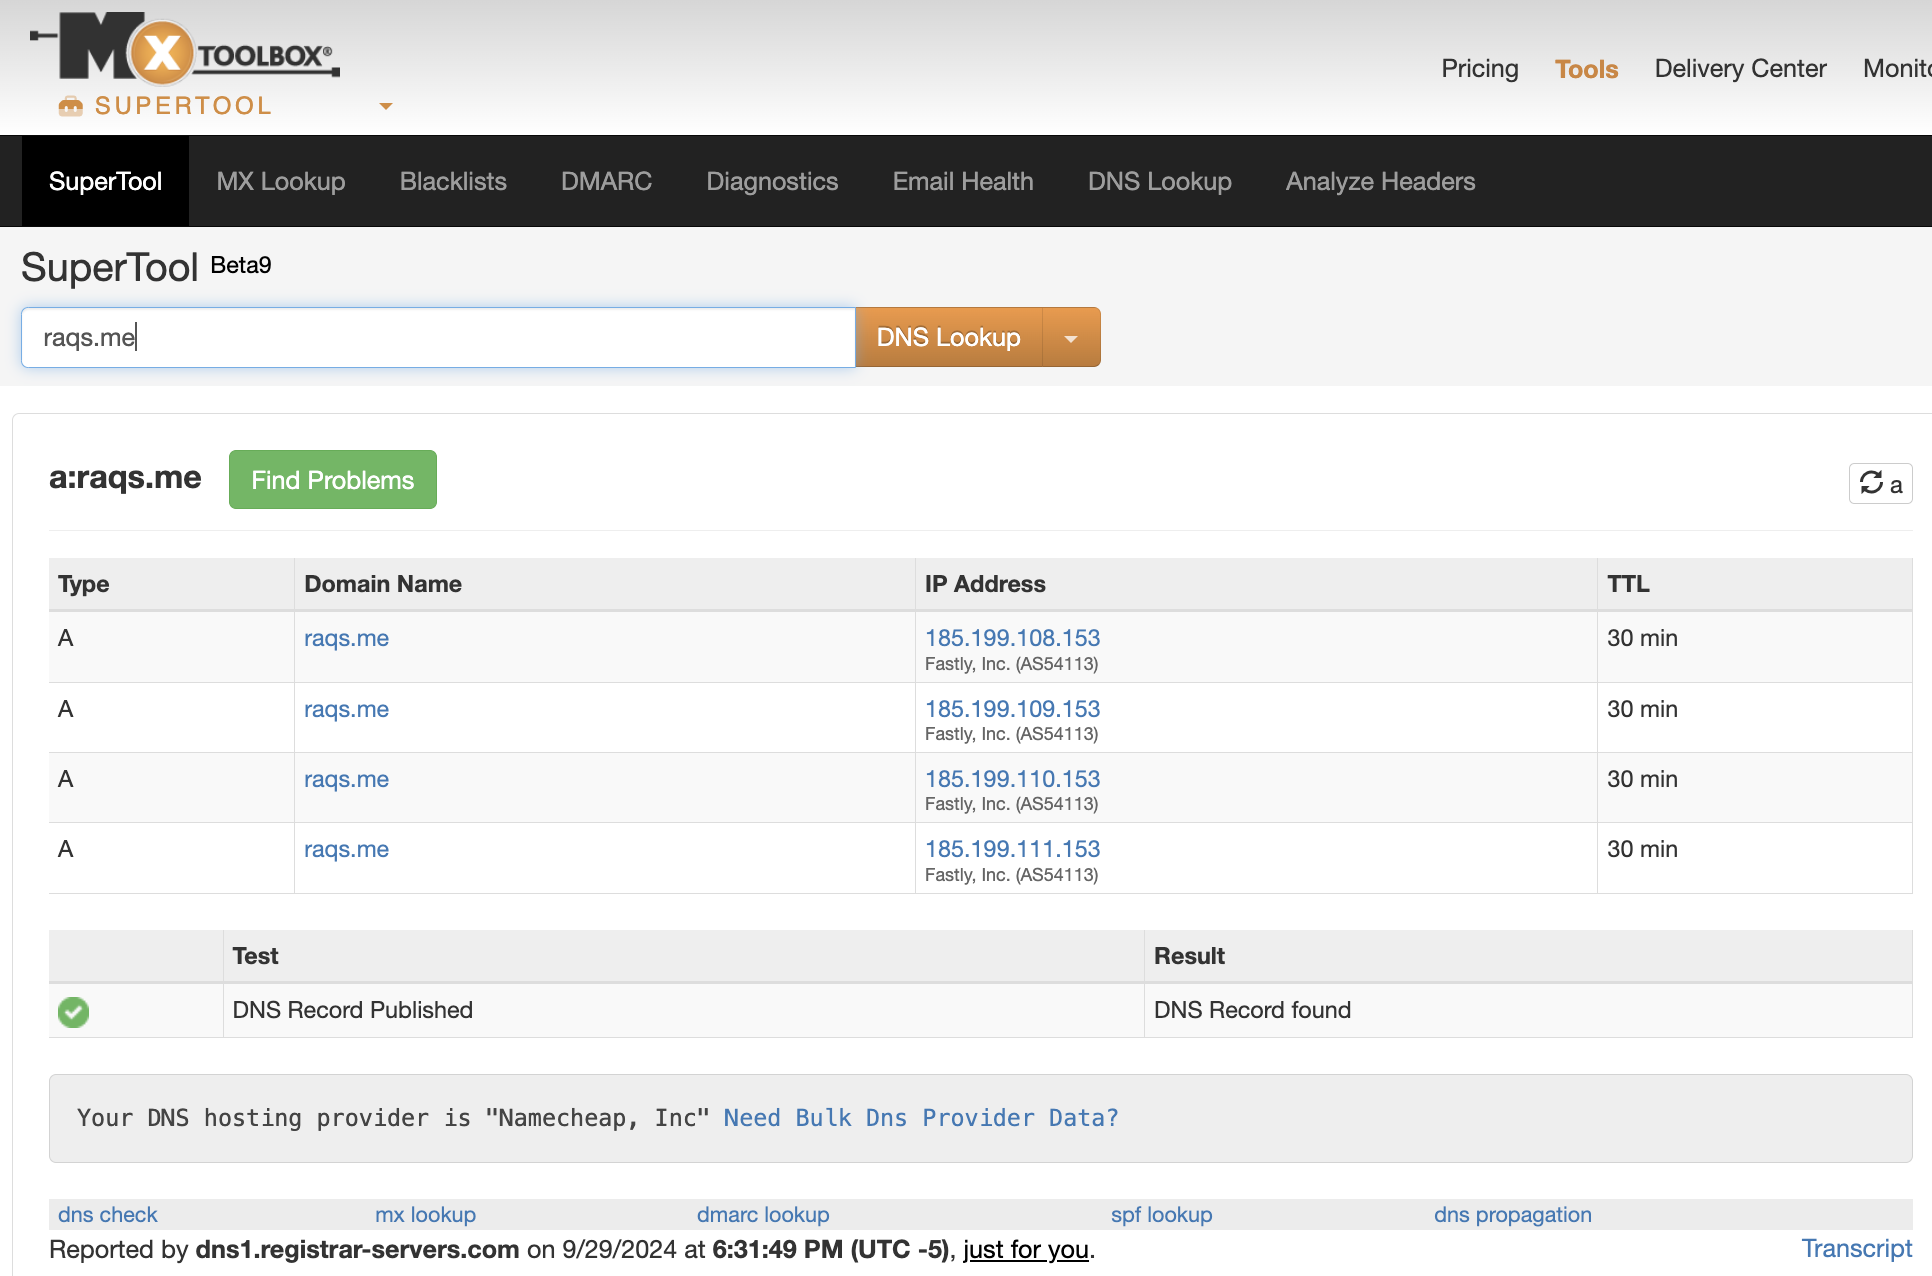 MX TOOLBOX®
SUPERTOOL
Pricing Tools Delivery Center Monito
SuperTool MX Lookup Blacklists DMARC Diagnostics Email Health DNS Lookup Analyze Headers
SuperTool Beta9
raqs.me DNS Lookup
a:raqs.me Find Problems a
Type Domain Name IP Address TTL
A raqs.me 185.199.108.153 30 min
Fastly, Inc. (AS54113)
A raqs.me 185.199.109.153 30 min
Fastly, Inc. (AS54113)
A raqs.me 185.199.110.153 30 min
Fastly, Inc. (AS54113)
A raqs.me 185.199.111.153 30 min
Fastly, Inc. (AS54113)
Test Result
DNS Record Published DNS Record found
Your DNS hosting provider is "Namecheap, Inc" Need Bulk Dns Provider Data?
dns check mx lookup dmarc lookup spf lookup dns propagation
Reported by dns1.registrar-servers.com on 9/29/2024 at 6:31:49 PM (UTC -5), just for you. Transcript